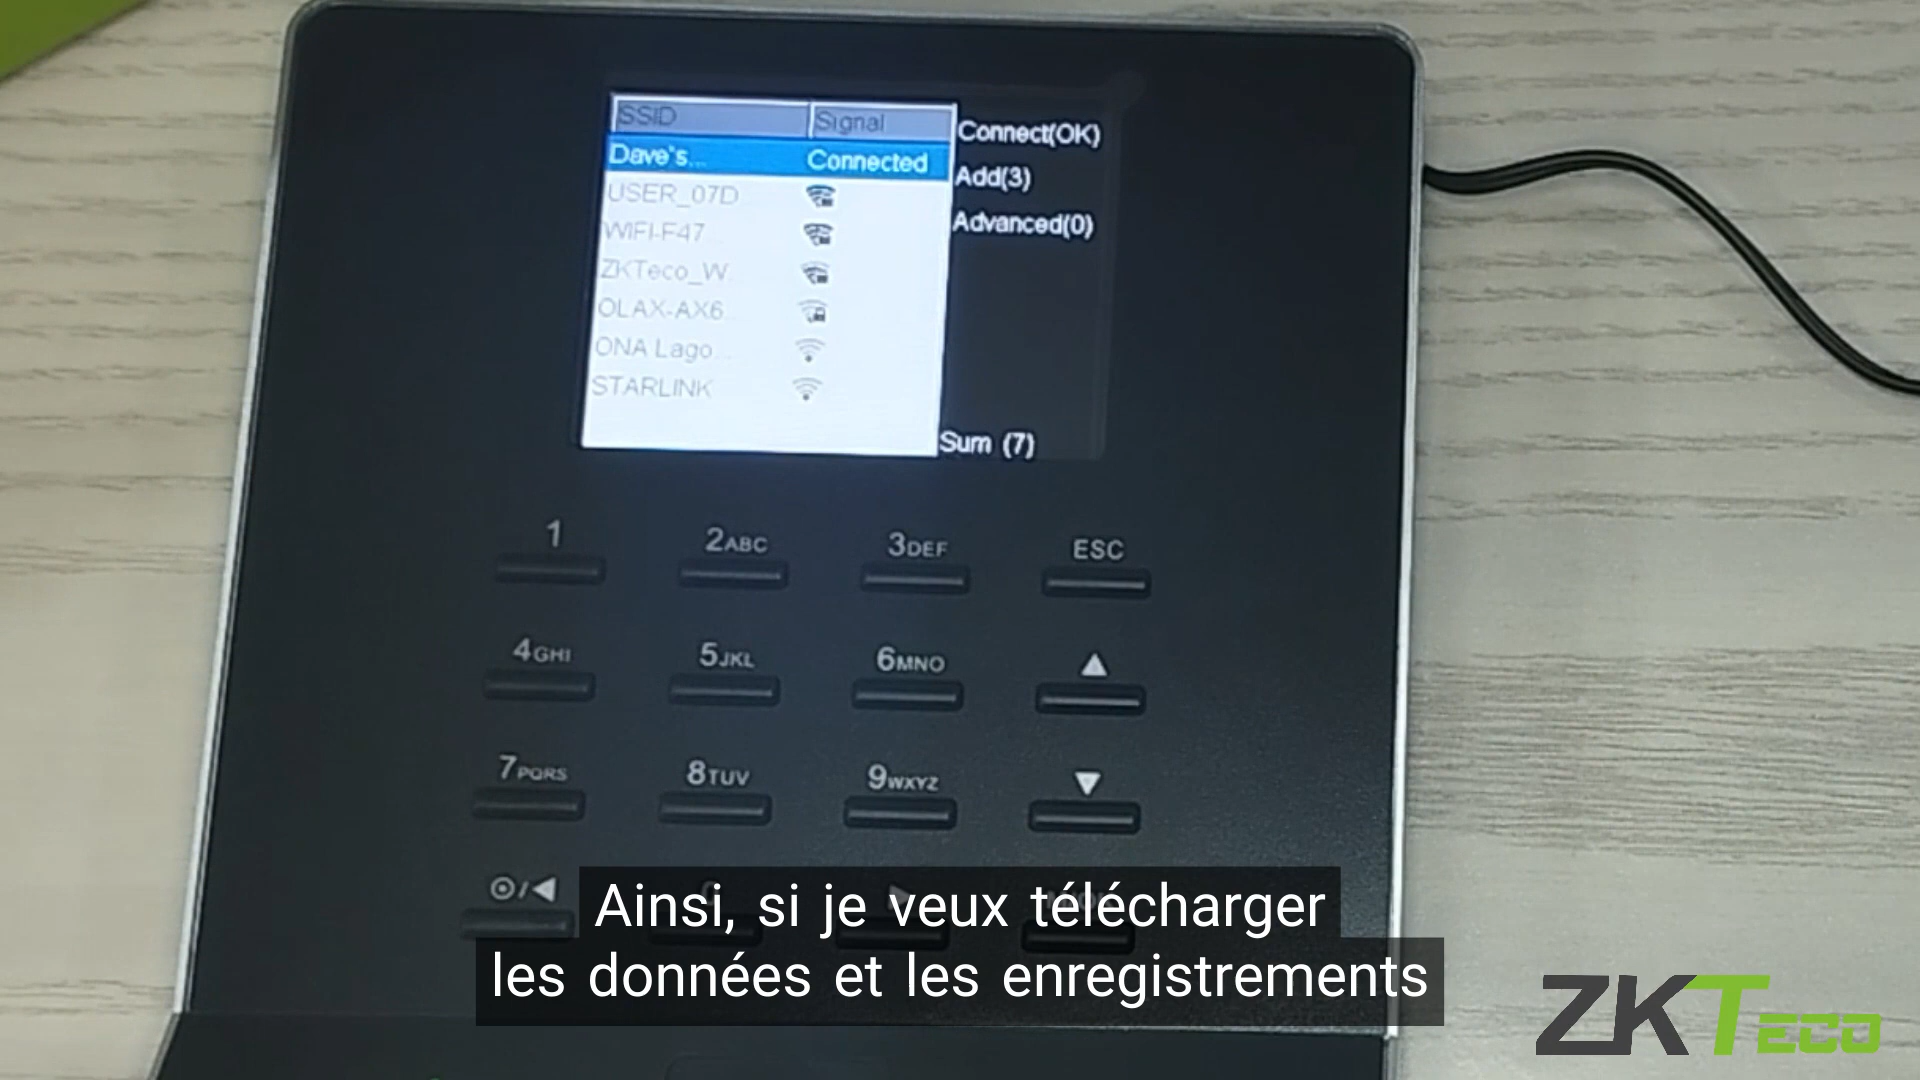 SSID Signal
Dave's... Connected
USER_07D
WIFI-F47...
ZKTeco_W...
OLAX-AX6...
ONA Lago...
STARLINK
Connect(OK)
Add(3)
Advanced(0)
Sum (7)
1 2ABC 3DEF ESC
4GHI 5JKL 6MNO
7PQRS 8TUV 9WXYZ
Ainsi, si je veux télécharger
les données et les enregistrements
ZKTeco